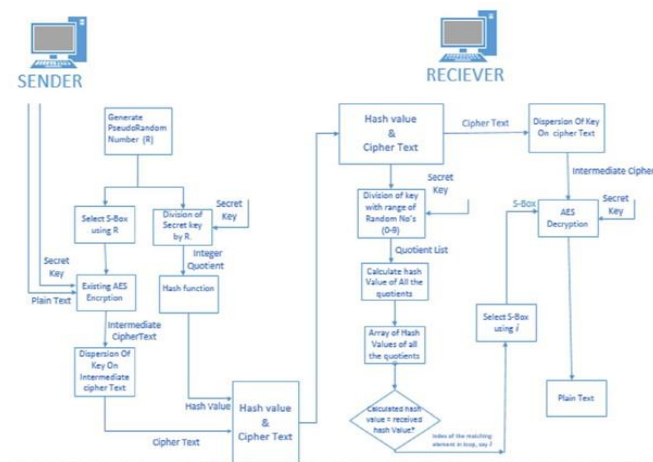 SENDER
Generate
PseudoRandom
Number (R)
Select S-Box
using R
Division of
Secret key
by R.
Secret
Key
Integer
Quotient
Secret
Key
Plain Text
Existing AES
Encrption
Hash function
Intermediate
CipherText
Dispersion Of
Key On
Intermediate
cipher Text
Hash Value
Cipher Text
Hash value
&
Cipher Text
RECIEVER
Hash value
&
Cipher Text
Cipher Text
Dispersion Of Key
On cipher Text
Intermediate Cipher
Secret
Key
Division of key
with range of
Random No's
(0-9)
S-Box
AES
Decryption
Secret
Key
Quotient List
Calculate hash
Value of All the
quotients
Array of Hash
Values of all
the quotients
Select S-Box
using i
Calculated hash
value = received
hash Value?
index of the matching
element in loop, say i
Plain Text